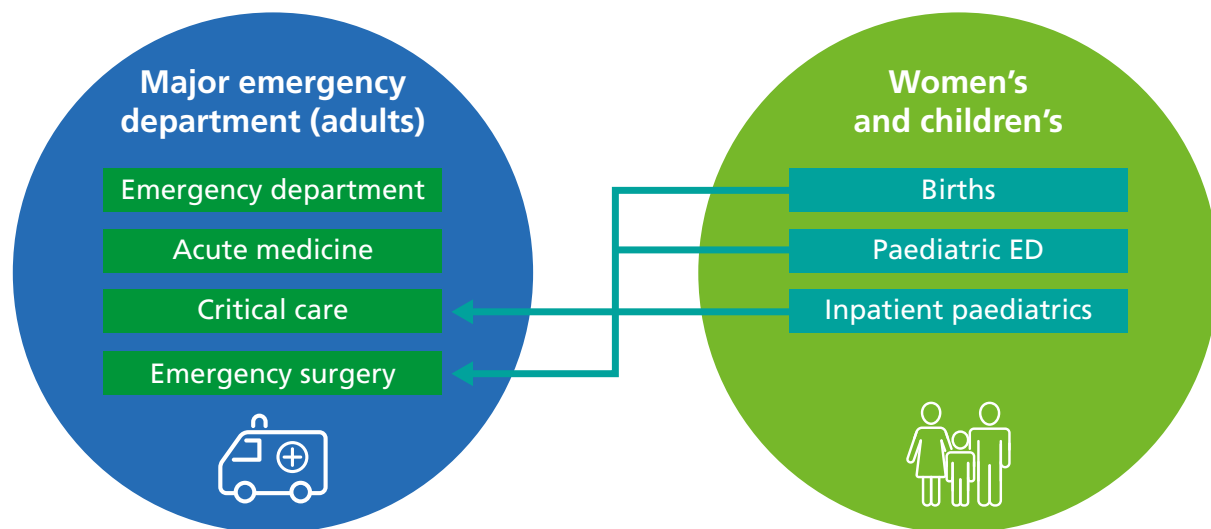 Major emergency
department (adults)
Emergency department
Acute medicine
Critical care
Emergency surgery
Women’s
and children’s
Births
Paediatric ED
Inpatient paediatrics